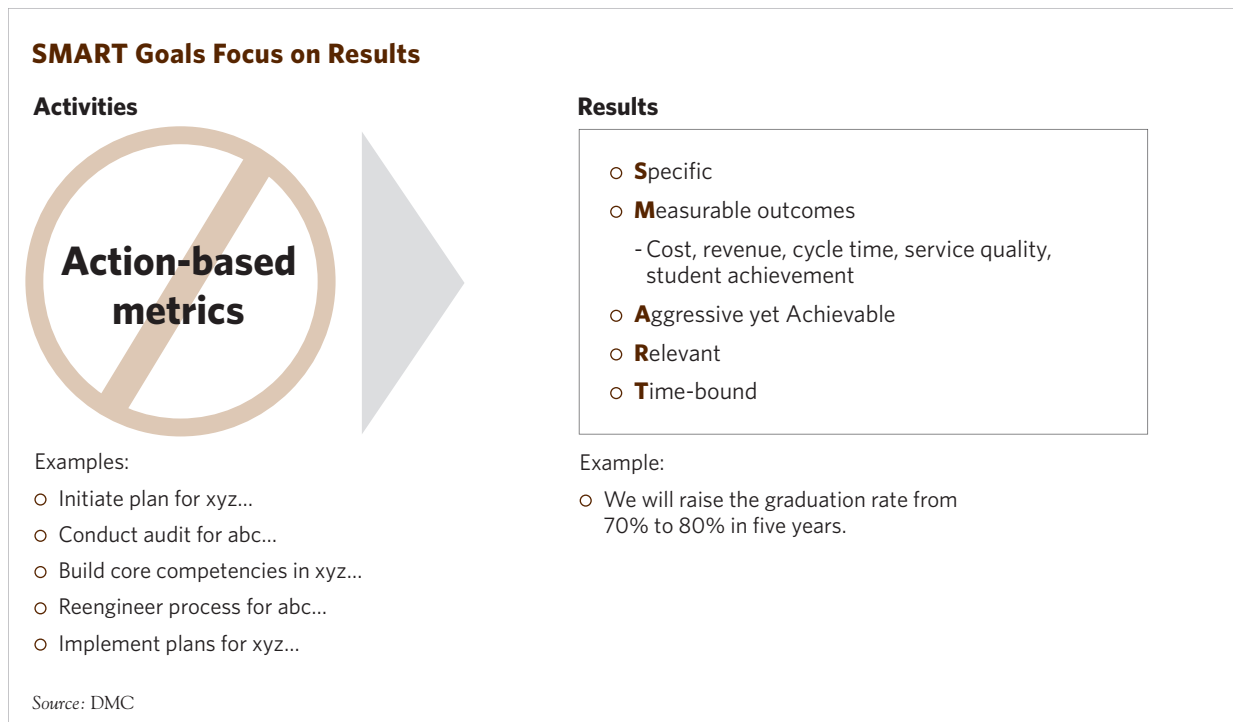 SMART Goals Focus on Results
Activities
Action-based
metrics
Examples:
Initiate plan for xyz...
Conduct audit for abc...
Build core competencies in xyz...
Reengineer process for abc...
Implement plans for xyz...
Results
Specific
Measurable outcomes
- Cost, revenue, cycle time, service quality,
student achievement
Aggressive yet Achievable
Relevant
Time-bound
Example:
We will raise the graduation rate from
70% to 80% in five years.
Source: DMC